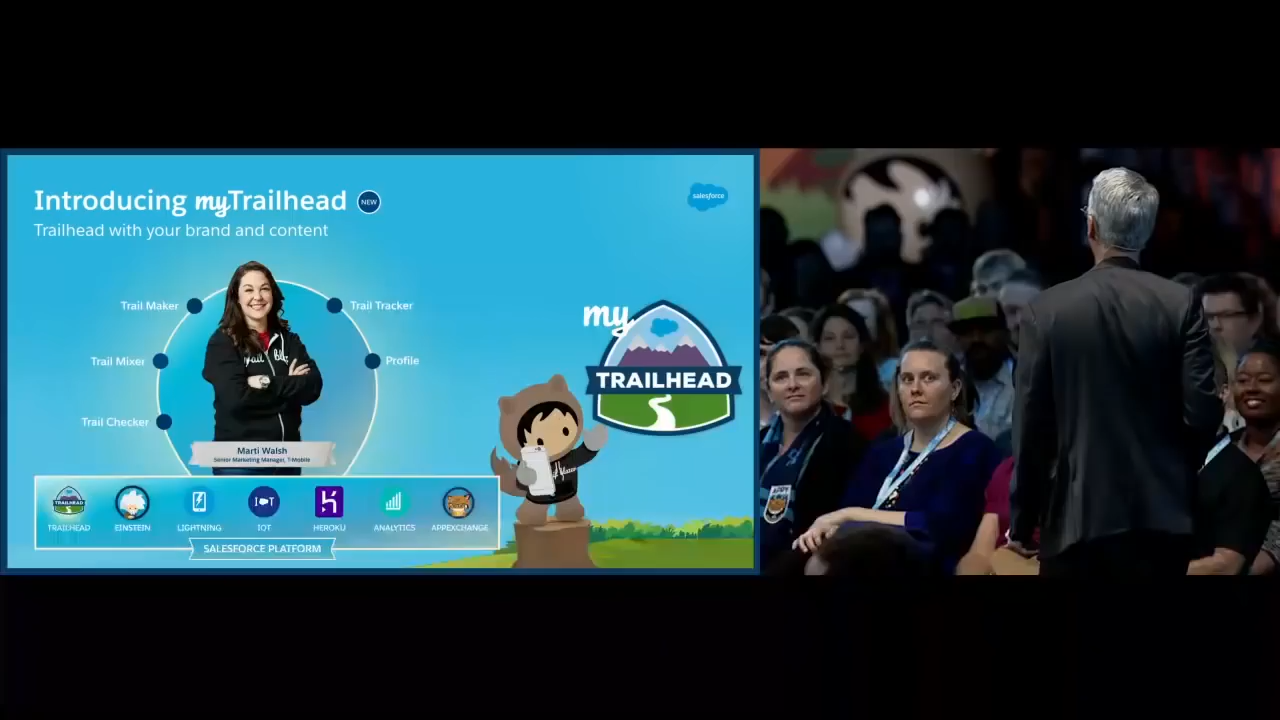 Introducing myTrailhead NEW
Trailhead with your brand and content
salesforce
Trail Maker
Trail Tracker
Trail Mixer
Profile
Trail Checker
Marti Walsh
Senior Marketing Manager, T-Mobile
my
TRAILHEAD
TRAILHEAD
EINSTEIN
LIGHTNING
IOT
HEROKU
ANALYTICS
APPEXCHANGE
SALESFORCE PLATFORM